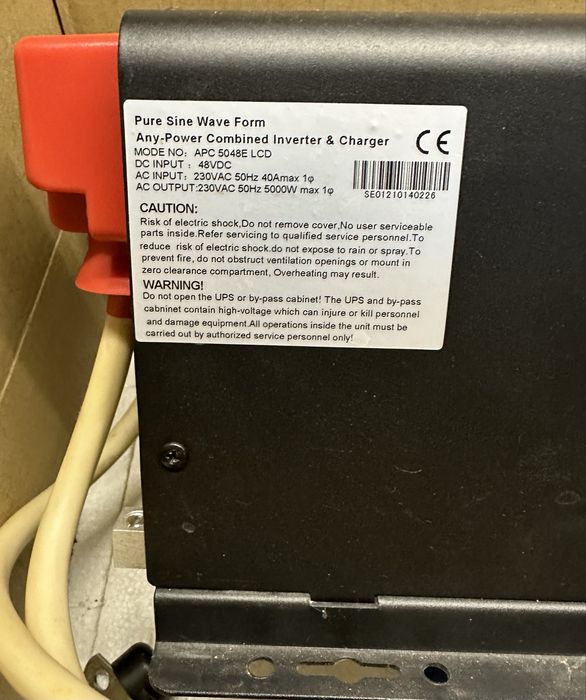 Pure Sine Wave Form
Any-Power Combined Inverter & Charger
CE
MODE NO: APC 5048E LCD
DC INPUT : 48VDC
AC INPUT: 230VAC 50Hz 40Amax 1φ
AC OUTPUT:230VAC 50Hz 5000W max 1φ
SE01210140226
CAUTION:
Risk of electric shock,Do not remove cover,No user serviceable
parts inside.Refer servicing to qualified service personnel.To
reduce risk of electric shock.do not expose to rain or spray.To
prevent fire, do not obstruct ventilation openings or mount in
zero clearance compartment, Overheating may result.
WARNING!
Do not open the UPS or by-pass cabinet! The UPS and by-pass
cabninet contain high-voltage which can injure or kill personnel
and damage equipment.All operations inside the unit must be
carried out by authorized service personnel only!